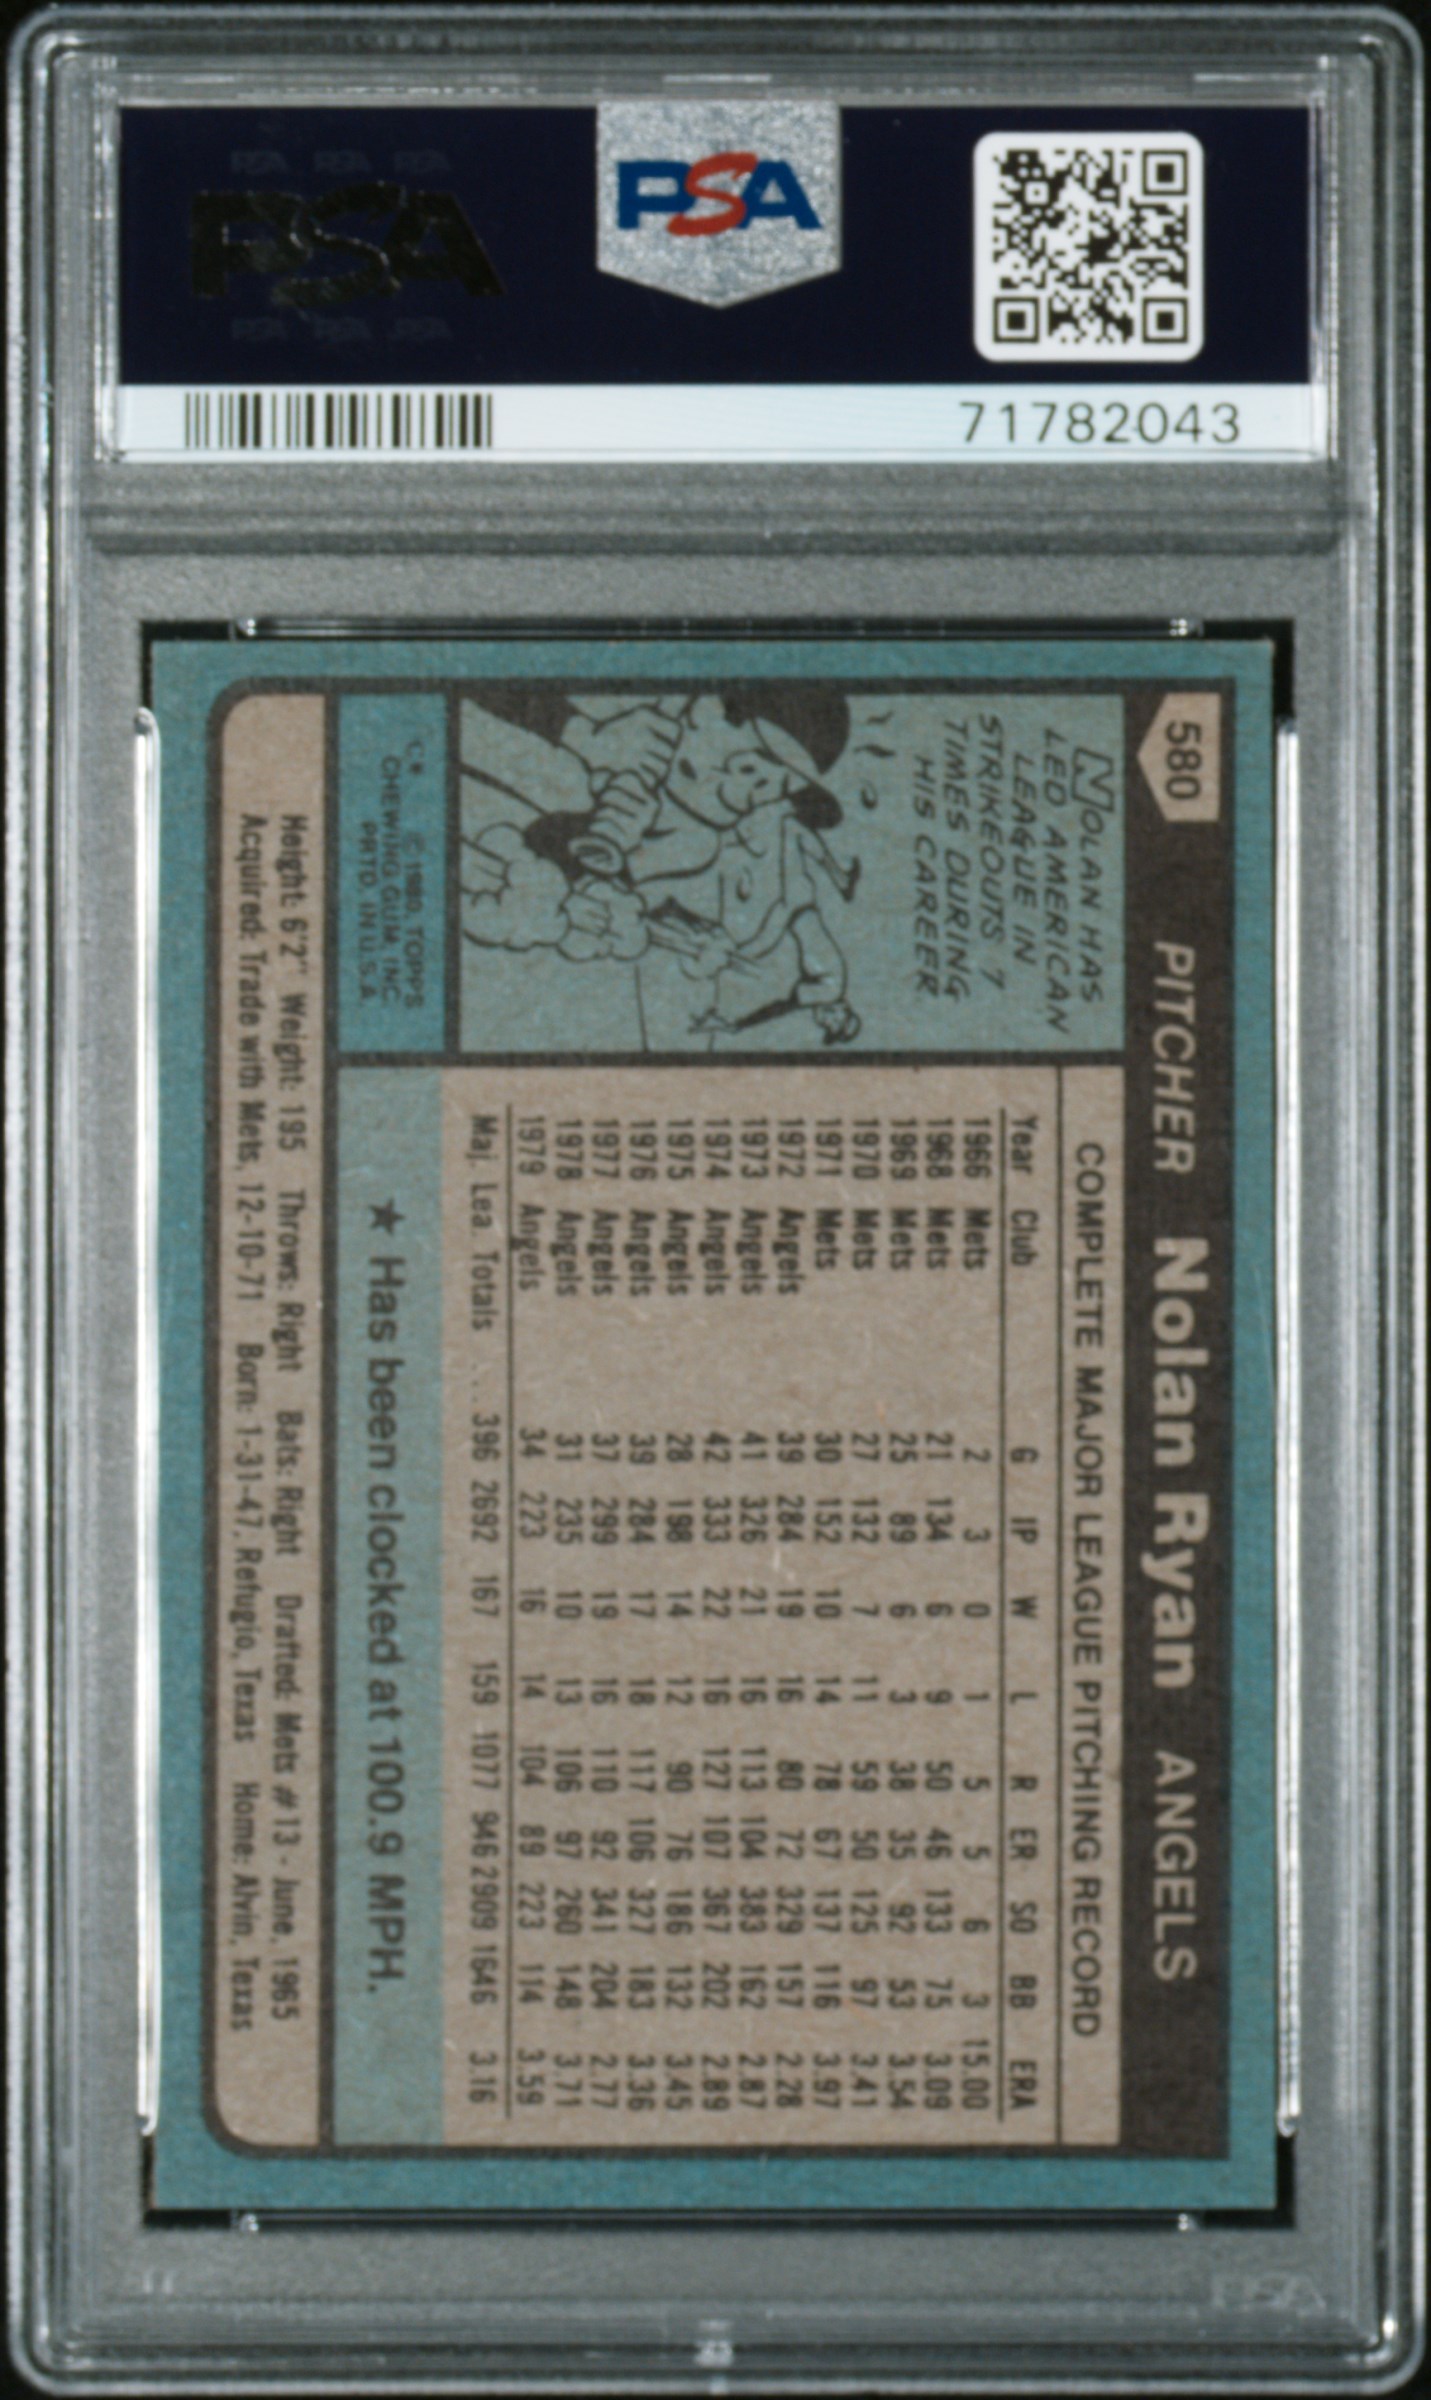 PSA
PSA
71782043
580
PITCHER Nolan Ryan ANGELS
NOLAN HAS
LED AMERICAN
LEAGUE IN
STRIKEOUTS 7
TIMES DURING
HIS CAREER
C* © 1980, TOPPS
CHEWING GUM, INC.
PRTD. IN U.S.A.
COMPLETE MAJOR LEAGUE PITCHING RECORD
Year Club G IP W L R ER SO BB ERA
1966 Mets 2 3 0 1 5 5 6 3 15.00
1968 Mets 21 134 6 9 50 46 133 75 3.09
1969 Mets 25 89 6 3 38 35 92 53 3.54
1970 Mets 27 132 7 11 59 50 125 97 3.41
1971 Mets 30 152 10 14 78 67 137 116 3.97
1972 Angels 39 284 19 16 80 72 329 157 2.28
1973 Angels 41 326 21 16 113 104 383 162 2.87
1974 Angels 42 333 22 16 127 107 367 202 2.89
1975 Angels 28 198 14 12 90 76 186 132 3.45
1976 Angels 39 284 17 18 117 106 327 183 3.36
1977 Angels 37 299 19 16 110 92 341 204 2.77
1978 Angels 31 235 10 13 106 97 260 148 3.71
1979 Angels 34 223 16 14 104 89 223 114 3.59
Maj. Lea. Totals ... 396 2692 167 159 1077 946 2909 1646 3.16
★ Has been clocked at 100.9 MPH.
Height: 6'2" Weight: 195 Throws: Right Bats: Right Drafted: Mets #13 - June, 1965
Acquired: Trade with Mets, 12-10-71 Born: 1-31-47, Refugio, Texas Home: Alvin, Texas
PSA